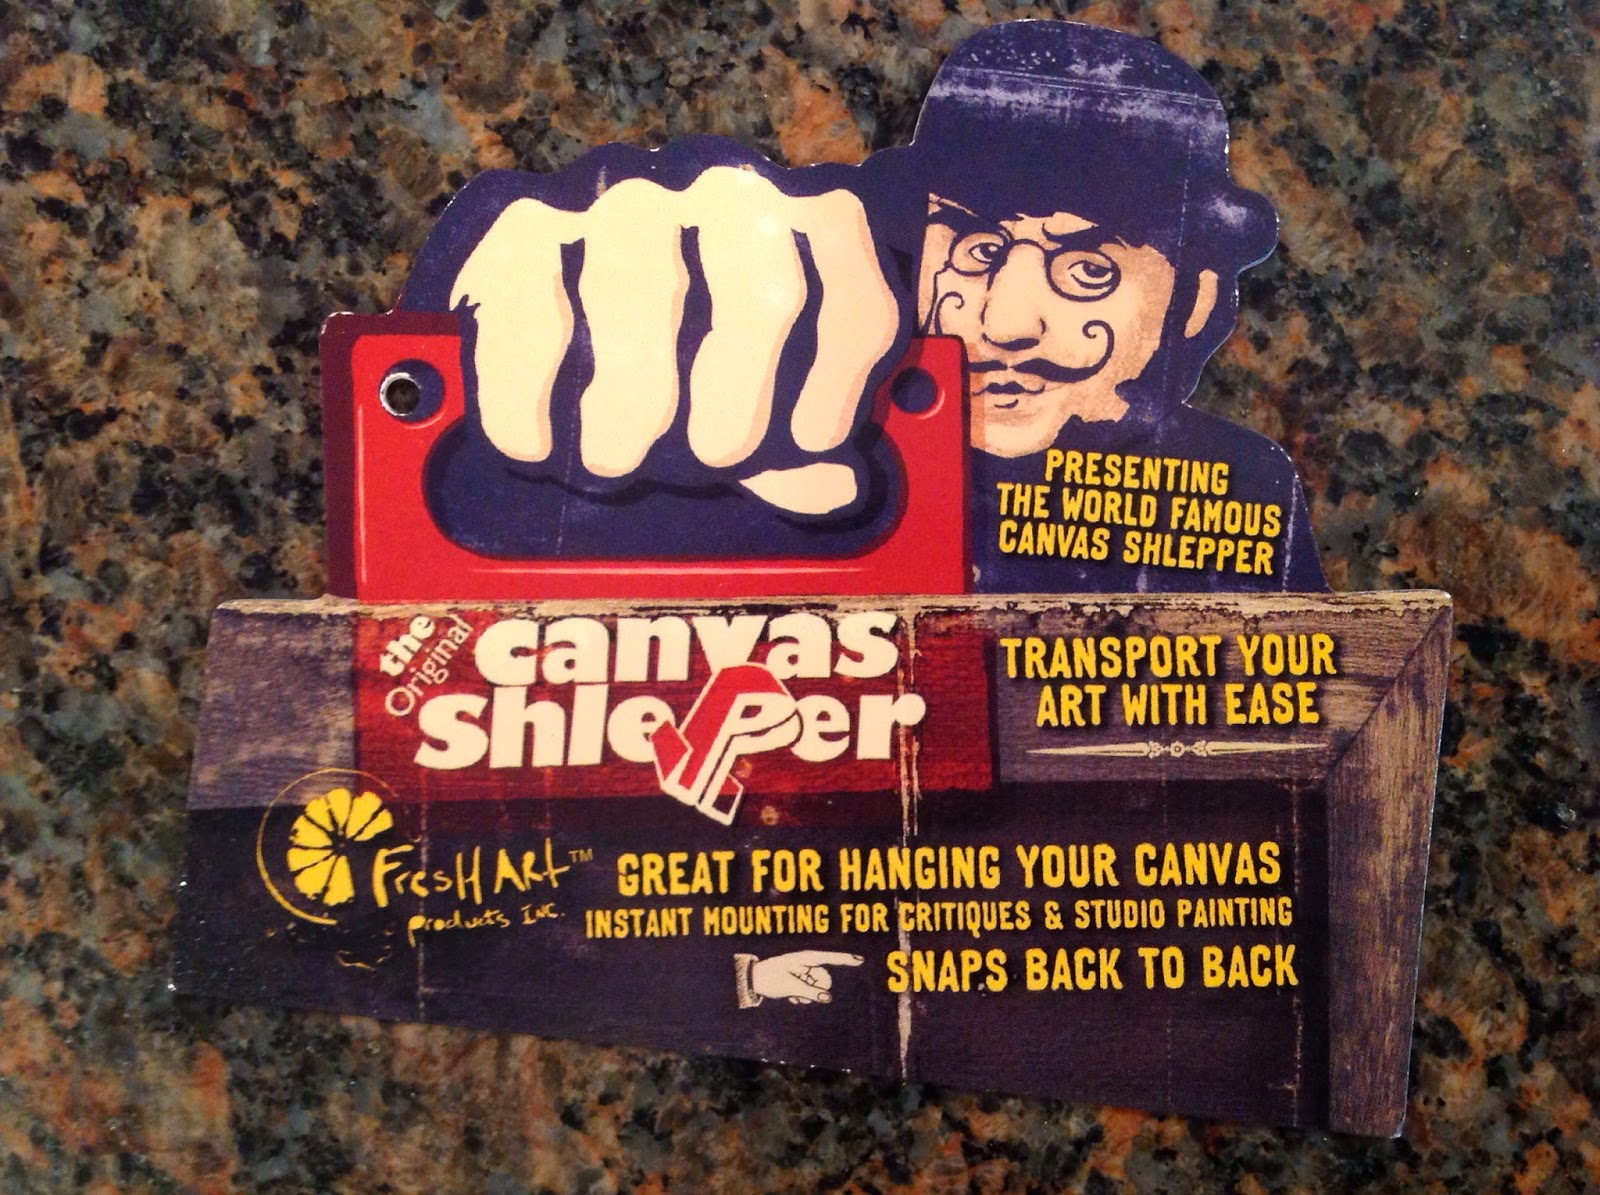 PRESENTING
THE WORLD FAMOUS
CANVAS SHLEPPER
the
Original
canvas
shlepper
TRANSPORT YOUR
ART WITH EASE
FresH ARt™
products Inc.
GREAT FOR HANGING YOUR CANVAS
INSTANT MOUNTING FOR CRITIQUES & STUDIO PAINTING
SNAPS BACK TO BACK